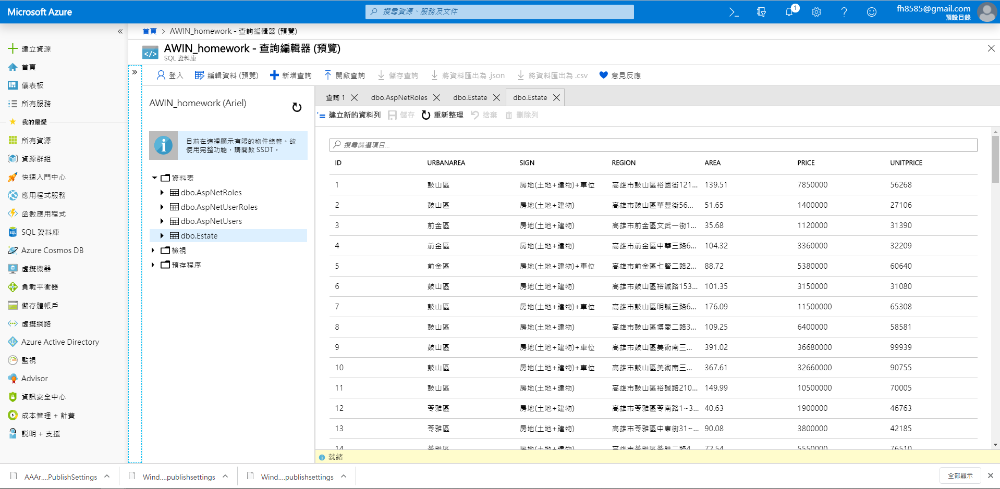 Microsoft Azure
搜尋資源、服務及文件
1
fh8585@gmail.com
預設目錄
«
首頁 > AWIN_homework - 查詢編輯器 (預覽)
AWIN_homework - 查詢編輯器 (預覽)
SQL 資料庫
建立資源
首頁
儀表板
所有服務
我的最愛
所有資源
資源群組
快速入門中心
應用程式服務
函數應用程式
SQL 資料庫
Azure Cosmos DB
虛擬機器
負載平衡器
儲存體帳戶
虛擬網路
Azure Active Directory
監視
Advisor
資訊安全中心
成本管理 + 計費
說明 + 支援
»
登入 編輯資料 (預覽) 新增查詢 開啟查詢 儲存查詢 將資料匯出為 .json 將資料匯出為 .csv 意見反應
AWIN_homework (Ariel)
目前在這裡顯示有限的物件總管。欲
使用完整功能，請開啟 SSDT。
資料表
dbo.AspNetRoles
dbo.AspNetUserRoles
dbo.AspNetUsers
dbo.Estate
檢視
預存程序
查詢 1 dbo.AspNetRoles dbo.Estate dbo.Estate
建立新的資料列 儲存 重新整理 捨棄 刪除列
搜尋篩選項目...
ID URBANAREA SIGN REGION AREA PRICE UNITPRICE
1 鼓山區 房地(土地+建物)+車位 高雄市鼓山區裕國街121... 139.51 7850000 56268
2 鼓山區 房地(土地+建物) 高雄市鼓山區華豐街56... 51.65 1400000 27106
3 前金區 房地(土地+建物) 高雄市前金區文武一街1... 35.68 1120000 31390
4 前金區 房地(土地+建物) 高雄市前金區中華三路6... 104.32 3360000 32209
5 前金區 房地(土地+建物)+車位 高雄市前金區七賢二路2... 88.72 5380000 60640
6 鼓山區 房地(土地+建物) 高雄市鼓山區裕誠路153... 101.35 3150000 31080
7 鼓山區 房地(土地+建物)+車位 高雄市鼓山區明誠三路6... 176.09 11500000 65308
8 鼓山區 房地(土地+建物) 高雄市鼓山區博愛二路3... 109.25 6400000 58581
9 鼓山區 房地(土地+建物)+車位 高雄市鼓山區美術南三... 391.02 36680000 99939
10 鼓山區 房地(土地+建物)+車位 高雄市鼓山區美術南三... 367.61 32660000 90755
11 鼓山區 房地(土地+建物) 高雄市鼓山區裕誠路210... 149.99 10500000 70005
12 苓雅區 房地(土地+建物) 高雄市苓雅區苓南路1~3... 40.63 1900000 46763
13 苓雅區 房地(土地+建物) 高雄市苓雅區中東街31~... 90.08 3800000 42185
14 苓雅區 房地(土地+建物) 高雄市苓雅區苓雅二路4... 72.54 5550000 76510
就緒
AAAr....PublishSettings
Wind....publishsettings
Wind....publishsettings
全部顯示